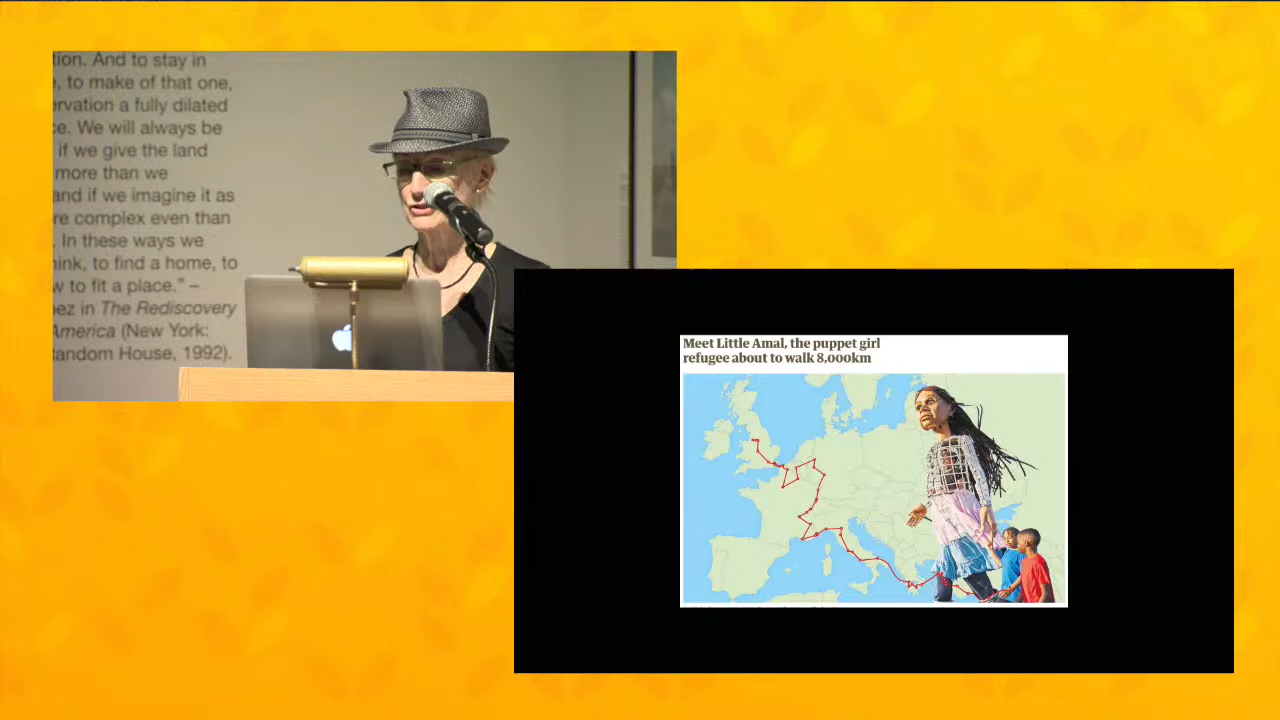 tion. And to stay in
, to make of that one,
ervation a fully dilated
ce. We will always be
if we give the land
more than we
and if we imagine it as
re complex even than
. In these ways we
hink, to find a home, to
w to fit a place." –
pez in The Rediscovery
America (New York:
Random House, 1992).
Meet Little Amal, the puppet girl
refugee about to walk 8,000km